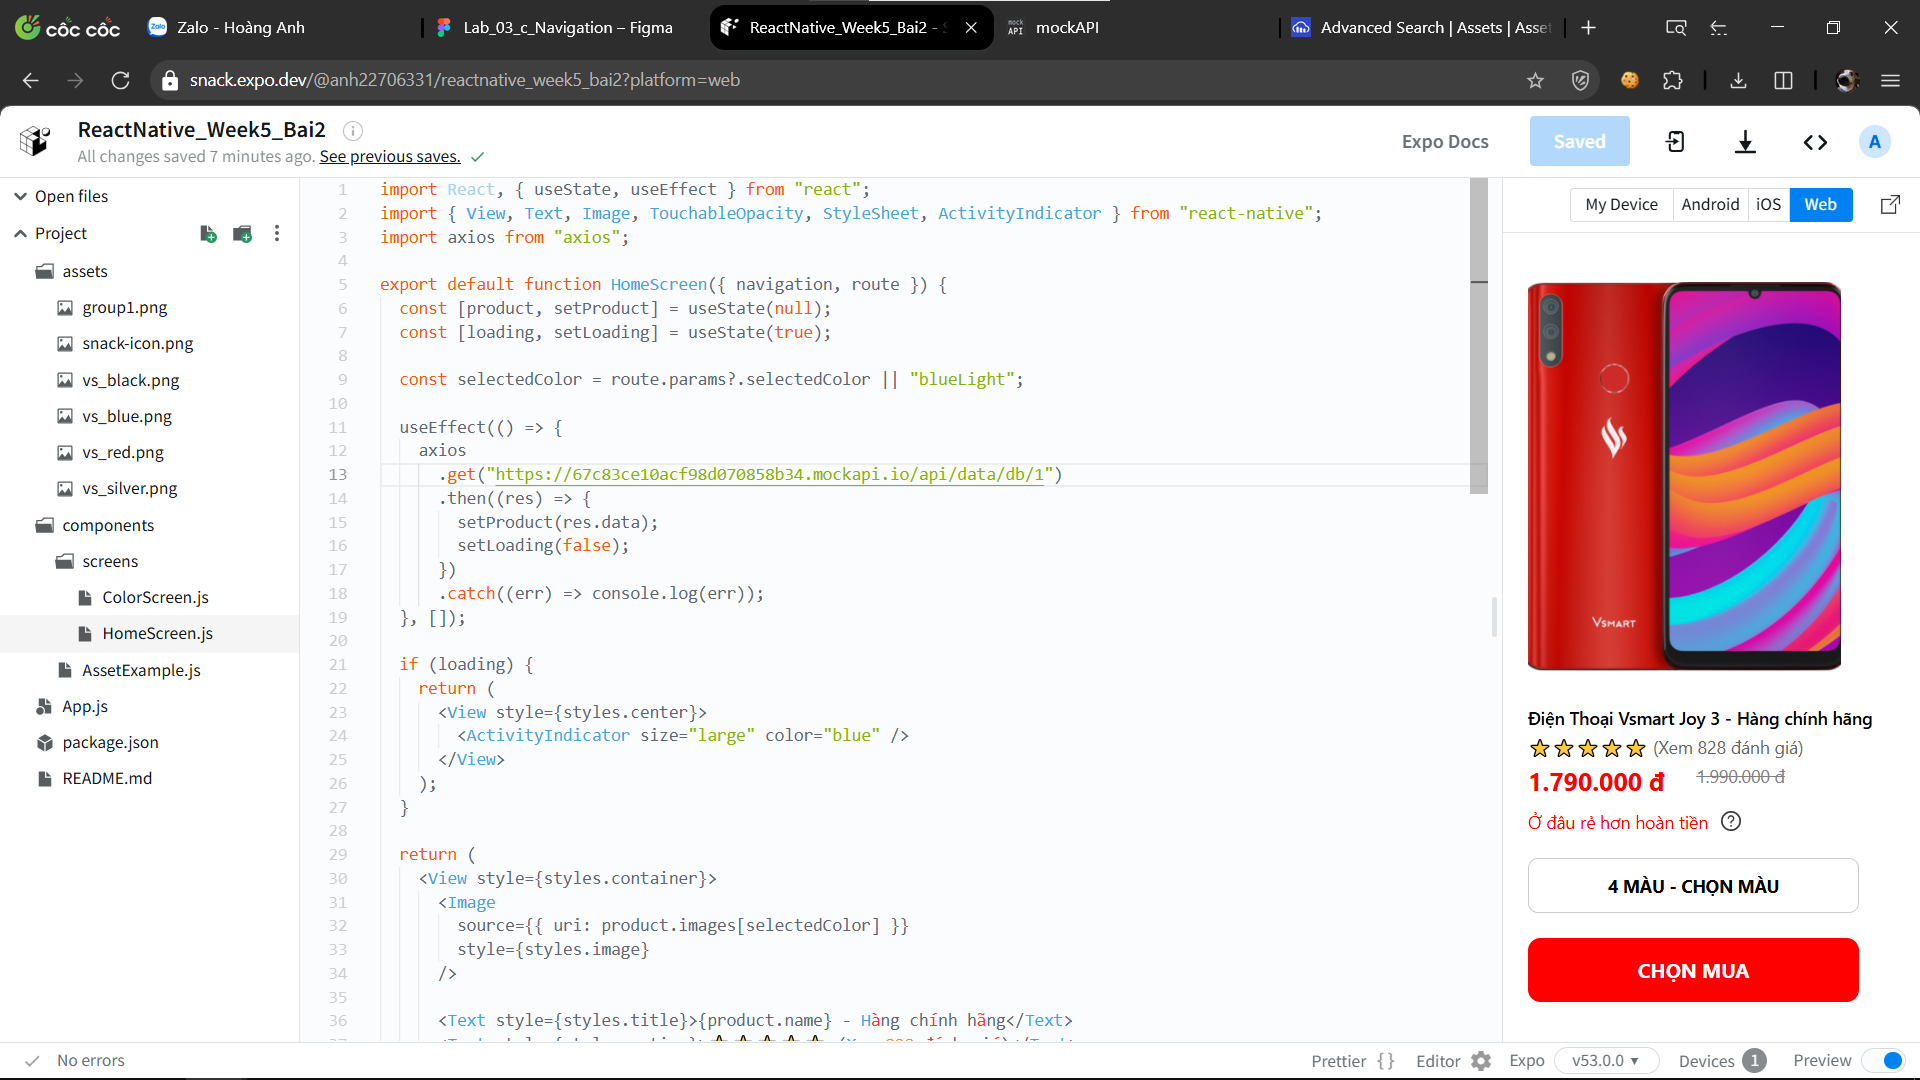 cốc cốc
Zalo - Hoàng Anh
Lab_03_c_Navigation – Figma
ReactNative_Week5_Bai2 -
mock API
mockAPI
Advanced Search | Assets | Asset
snack.expo.dev/@anh22706331/reactnative_week5_bai2?platform=web
ReactNative_Week5_Bai2
All changes saved 7 minutes ago. See previous saves.
Expo Docs
Saved
A
Open files
Project
assets
group1.png
snack-icon.png
vs_black.png
vs_blue.png
vs_red.png
vs_silver.png
components
screens
ColorScreen.js
HomeScreen.js
AssetExample.js
App.js
package.json
README.md
1 import React, { useState, useEffect } from "react";
2 import { View, Text, Image, TouchableOpacity, StyleSheet, ActivityIndicator } from "react-native";
3 import axios from "axios";
4
5 export default function HomeScreen({ navigation, route }) {
6 const [product, setProduct] = useState(null);
7 const [loading, setLoading] = useState(true);
8
9 const selectedColor = route.params?.selectedColor || "blueLight";
10
11 useEffect(() => {
12 axios
13 .get("https://67c83ce10acf98d070858b34.mockapi.io/api/data/db/1")
14 .then((res) => {
15 setProduct(res.data);
16 setLoading(false);
17 })
18 .catch((err) => console.log(err));
19 }, []);
20
21 if (loading) {
22 return (
23 <View style={styles.center}>
24 <ActivityIndicator size="large" color="blue" />
25 </View>
26 );
27 }
28
29 return (
30 <View style={styles.container}>
31 <Image
32 source={{ uri: product.images[selectedColor] }}
33 style={styles.image}
34 />
35
36 <Text style={styles.title}>{product.name} - Hàng chính hãng</Text>
My Device
Android
iOS
Web
VSMART
Điện Thoại Vsmart Joy 3 - Hàng chính hãng
(Xem 828 đánh giá)
1.790.000 đ
1.990.000 đ
Ở đâu rẻ hơn hoàn tiền ?
4 MÀU - CHỌN MÀU
CHỌN MUA
No errors
Prettier { }
Editor
Expo
v53.0.0
Devices 1
Preview